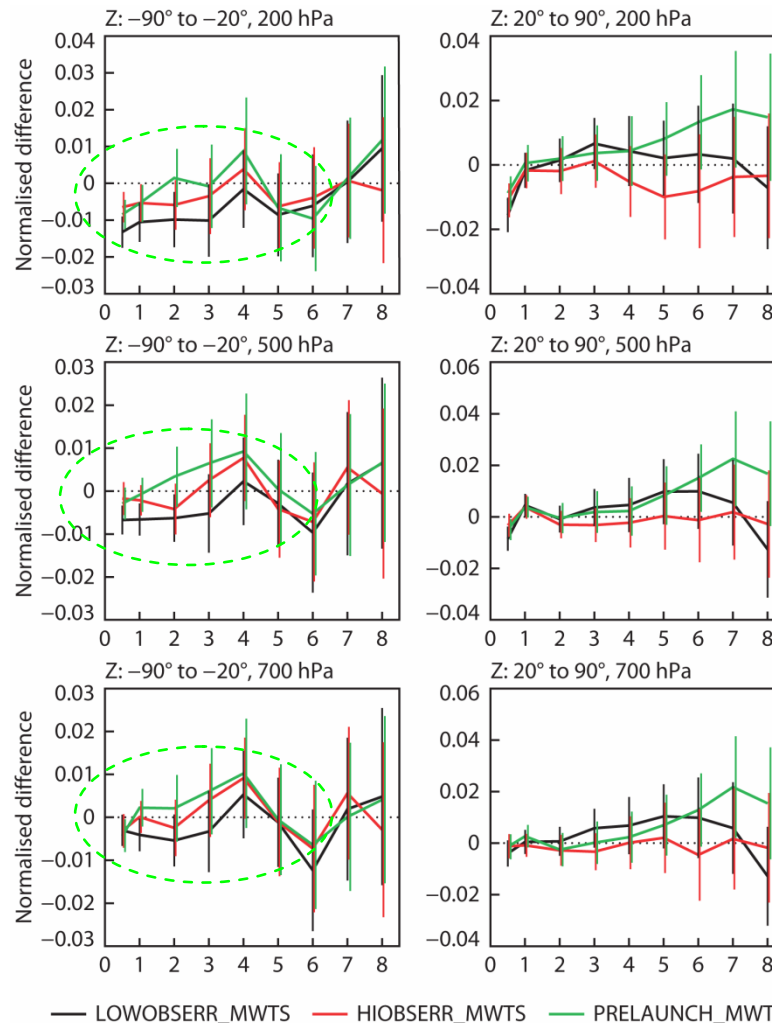 Z: −90° to −20°, 200 hPa
0.04
0.04
0.02
0.01
0
−0.01
−0.02
−0.03
Normalised difference
0 1 2 3 4 5 6 7 8
Z: 20° to 90°, 200 hPa
0.04
0.02
0
−0.02
−0.04
0 1 2 3 4 5 6 7 8
Z: −90° to −20°, 500 hPa
0.03
0.02
0.01
0
−0.01
−0.02
−0.03
Normalised difference
0 1 2 3 4 5 6 7 8
Z: 20° to 90°, 500 hPa
0.06
0.04
0.02
0
−0.02
−0.04
0 1 2 3 4 5 6 7 8
Z: −90° to −20°, 700 hPa
0.03
0.02
0.01
0
−0.01
−0.02
−0.03
Normalised difference
0 1 2 3 4 5 6 7 8
Z: 20° to 90°, 700 hPa
0.06
0.04
0.02
0
−0.02
−0.04
0 1 2 3 4 5 6 7 8
LOWOBSERR_MWTS HIOBSERR_MWTS PRELAUNCH_MWT